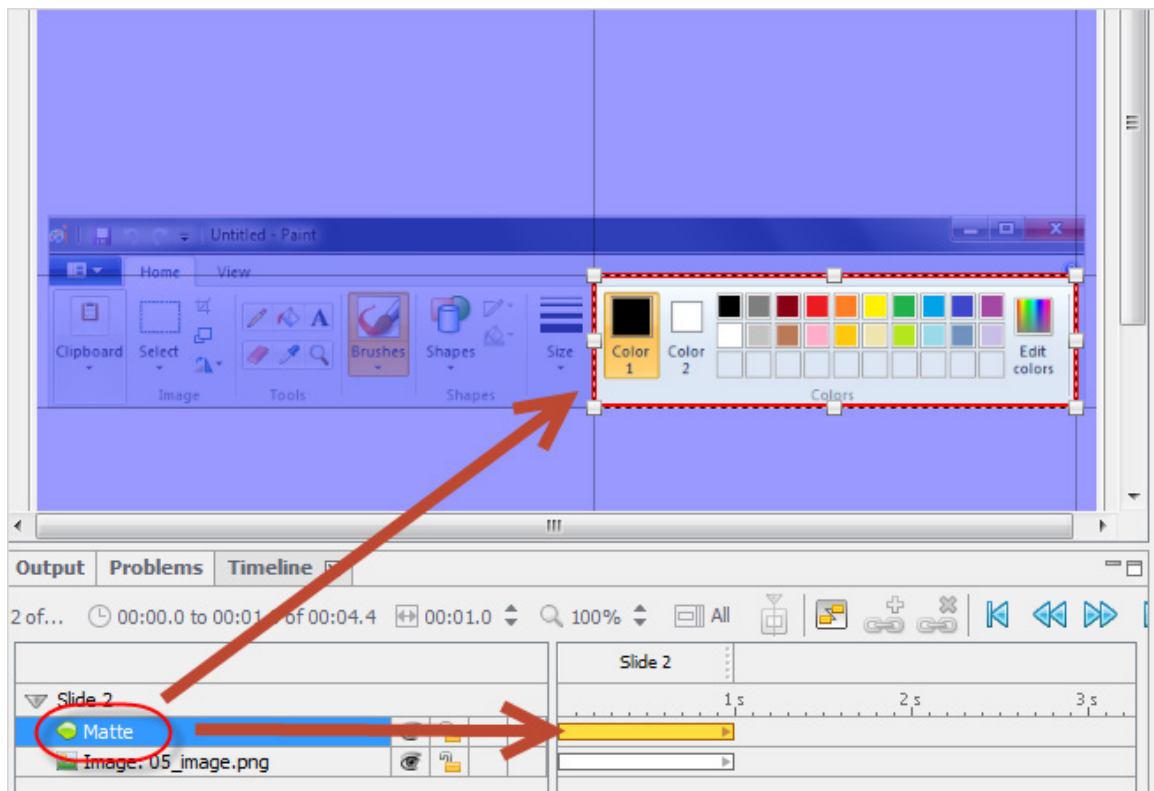 Untitled - Paint
Home View
Clipboard
Select
Image
A
Tools
Brushes
Shapes
Shapes
Size
Color 1
Color 2
Edit colors
Colors
Output Problems Timeline
2 of... 00:00.0 to 00:01. of 00:04.4 00:01.0 100% All
Slide 2
Slide 2
1 s 2 s 3 s
Matte
Image: 05_image.png